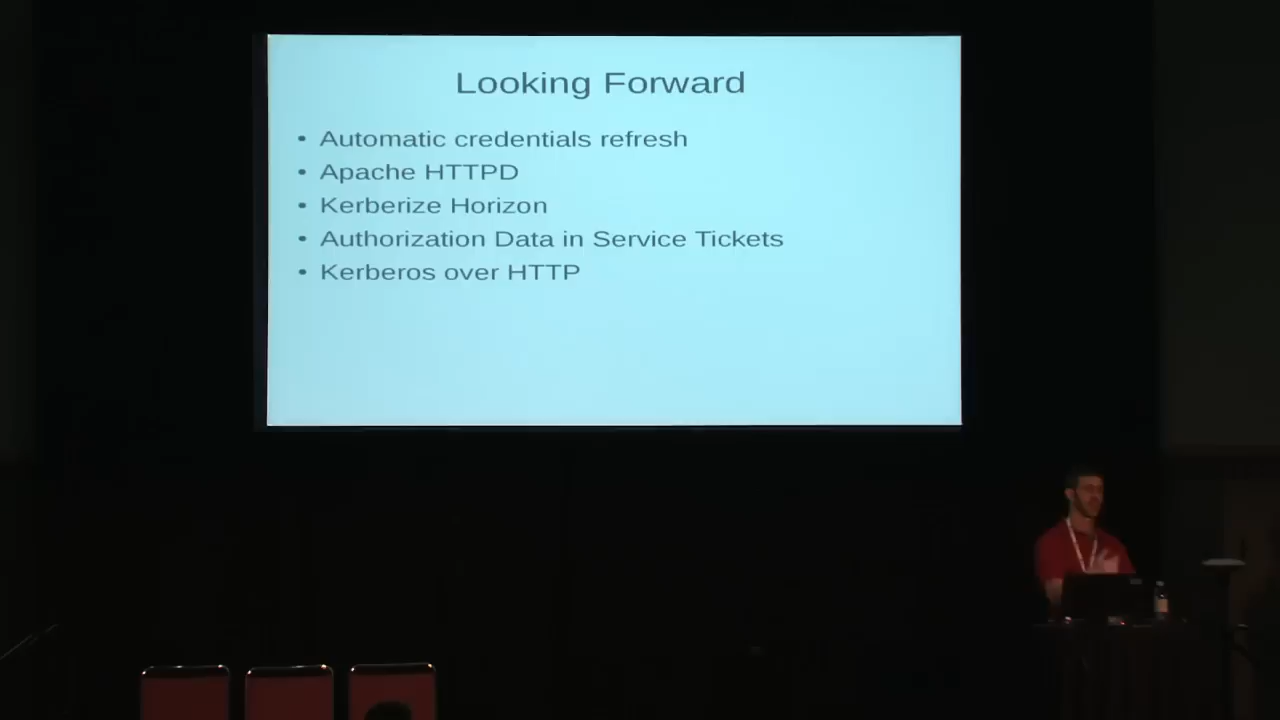 Looking Forward
• Automatic credentials refresh
• Apache HTTPD
• Kerberize Horizon
• Authorization Data in Service Tickets
• Kerberos over HTTP